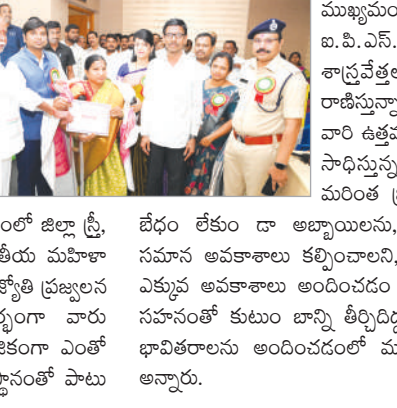 ముఖ్యమం
ఐ.పి.ఎస్.
శాస్త్రవేత్తల
రాణిస్తున్నా
వారి ఉత్తవ
సాధిస్తున్న
మరింత
ంలో జిల్లా స్త్రీ,
తీయ మహిళా
జ్యోతి ప్రజ్వలన
ర్భంగా వారు
జికంగా ఎంతో
స్థానంతో పాటు
బేధం లేకుం డా అబ్బాయిలను,
సమాన అవకాశాలు కల్పించాలని,
ఎక్కువ అవకాశాలు అందించడం
సహనంతో కుటుం బాన్ని తీర్చిదిద్ద
భావితరాలను అందించడంలో మ
అన్నారు.